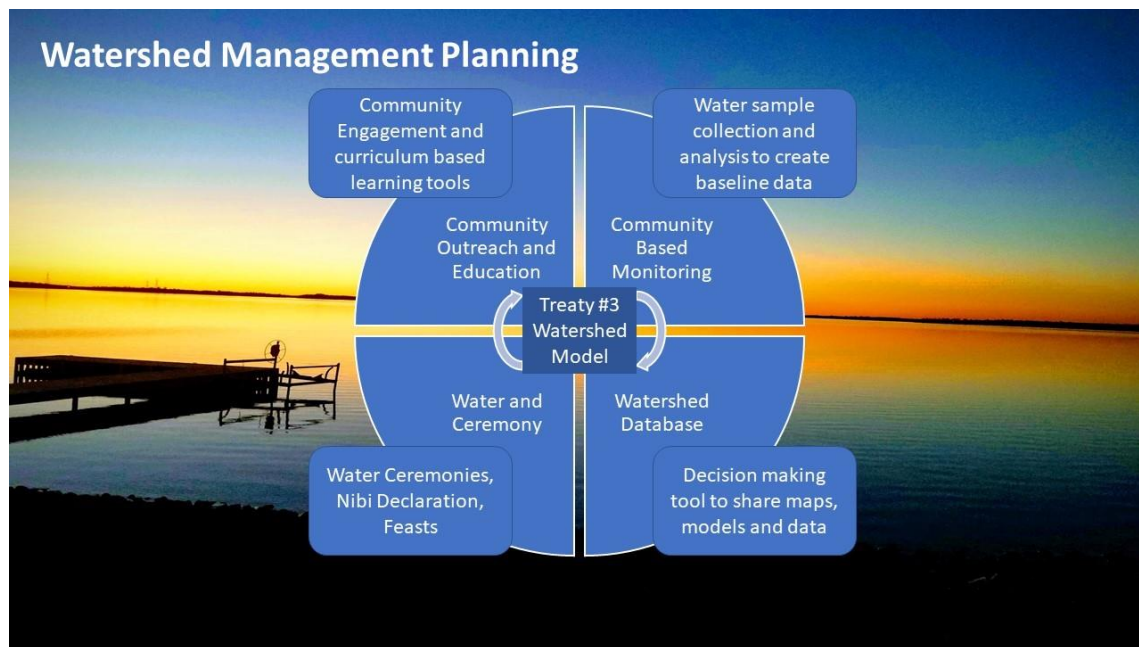 Watershed Management Planning
Community
Engagement and
curriculum based
learning tools
Water sample
collection and
analysis to create
baseline data
Community
Outreach and
Education
Community
Based
Monitoring
Treaty #3
Watershed
Model
Water and
Ceremony
Watershed
Database
Water Ceremonies,
Nibi Declaration,
Feasts
Decision making
tool to share maps,
models and data